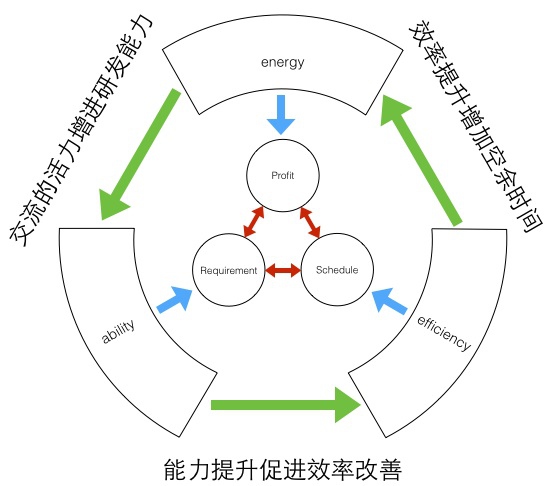 energy
交流的活力增进研发能力
效率提升增加空余时间
Profit
Requirement
Schedule
ability
efficiency
能力提升促进效率改善